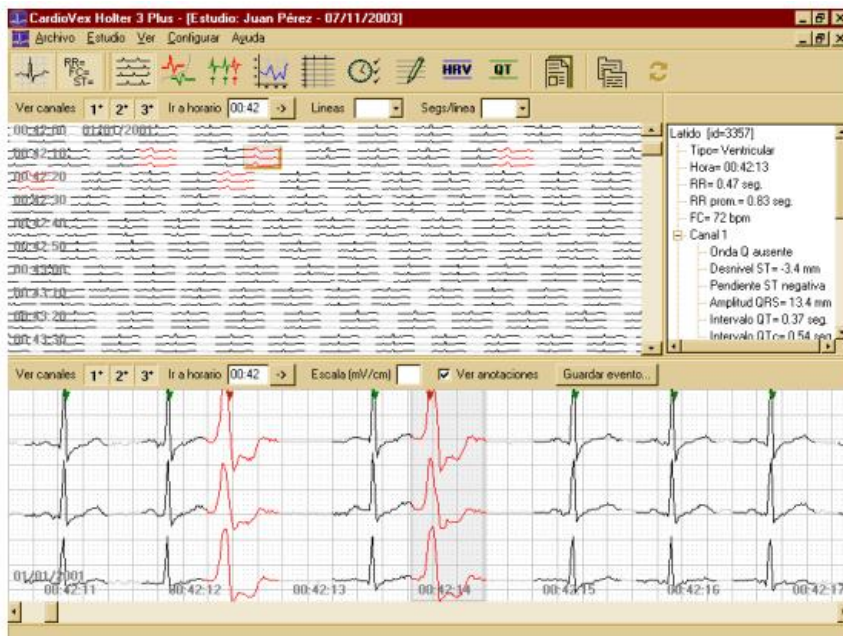 CardioVex Holter 3 Plus - [Estudio: Juan Pérez - 07/11/2003]
Archivo Estudio Ver Configurar Ayuda
RR= FC= ST= HRV QT
Ver canales 1* 2* 3* Ir a horario 00:42 -> Lineas Segs/linea
00:42:00 01/01/2001
00:42:10
00:42:20
00:42:30
00:42:40
00:42:50
00:43:00
00:43:10
00:43:20
00:43:30
Latido [id=3357]
Tipo= Ventricular
Hora= 00:42:13
RR= 0.47 seg.
RR prom.= 0.83 seg.
FC= 72 bpm
Canal 1
Onda Q ausente
Desnivel ST= -3.4 mm
Pendiente ST negativa
Amplitud QRS= 13.4 mm
Intervalo QT= 0.37 seg.
Intervalo QTc= 0.54 seg
Ver canales 1* 2* 3* Ir a horario 00:42 -> Escala (mV/cm) Ver anotaciones Guardar evento...
01/01/2001
00:42:11 00:42:12 00:42:13 00:42:14 00:42:15 00:42:16 00:42:17